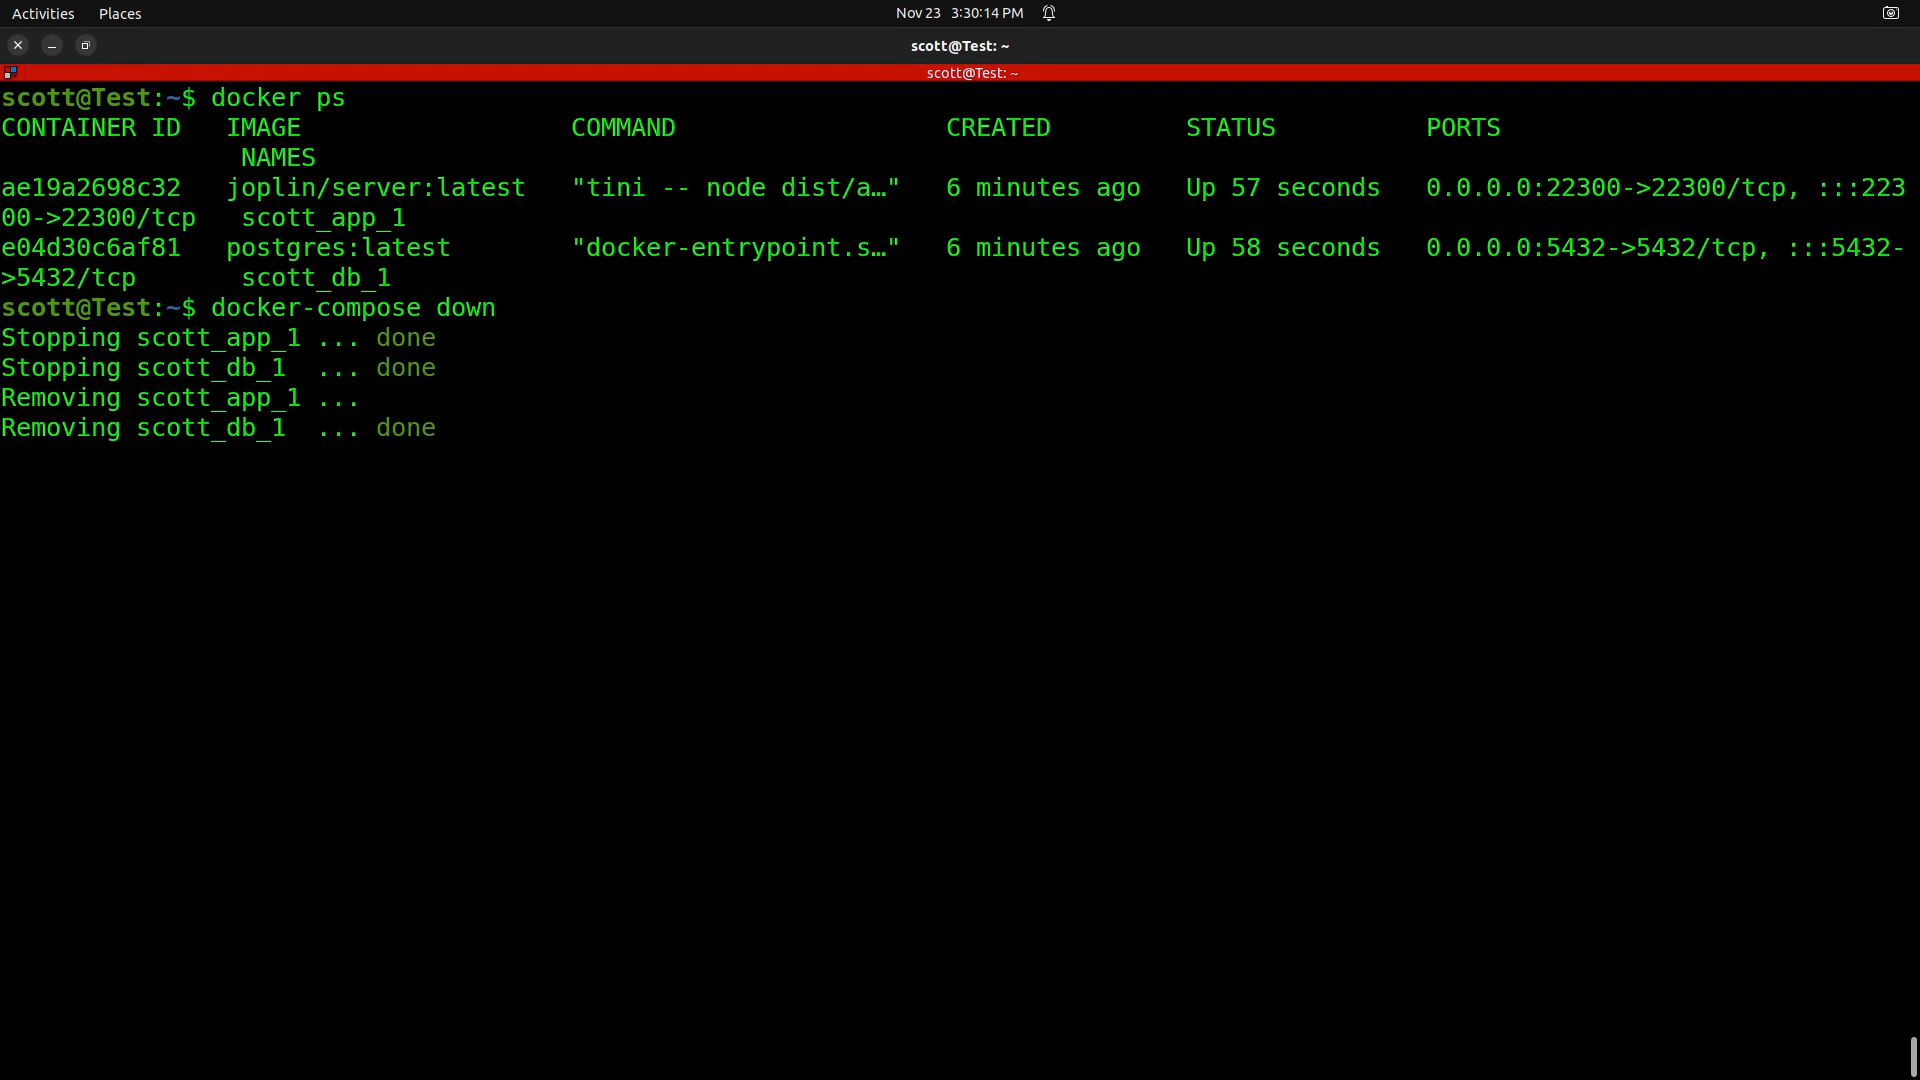 Activities Places Nov 23 3:30:14 PM
scott@Test: ~
scott@Test: ~
scott@Test:~$ docker ps
CONTAINER ID   IMAGE                  COMMAND                  CREATED         STATUS          PORTS
                NAMES
ae19a2698c32   joplin/server:latest   "tini -- node dist/a…"   6 minutes ago   Up 57 seconds   0.0.0.0:22300->22300/tcp, :::223
00->22300/tcp   scott_app_1
e04d30c6af81   postgres:latest        "docker-entrypoint.s…"   6 minutes ago   Up 58 seconds   0.0.0.0:5432->5432/tcp, :::5432-
>5432/tcp       scott_db_1
scott@Test:~$ docker-compose down
Stopping scott_app_1 ... done
Stopping scott_db_1  ... done
Removing scott_app_1 ...
Removing scott_db_1  ... done